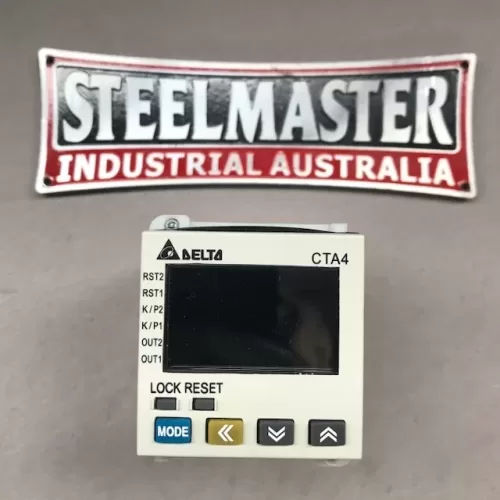 STEELMASTER
INDUSTRIAL AUSTRALIA
DELTA
CTA4
RST2
RST1
K/P2
K/P1
OUT2
OUT1
LOCK RESET
MODE